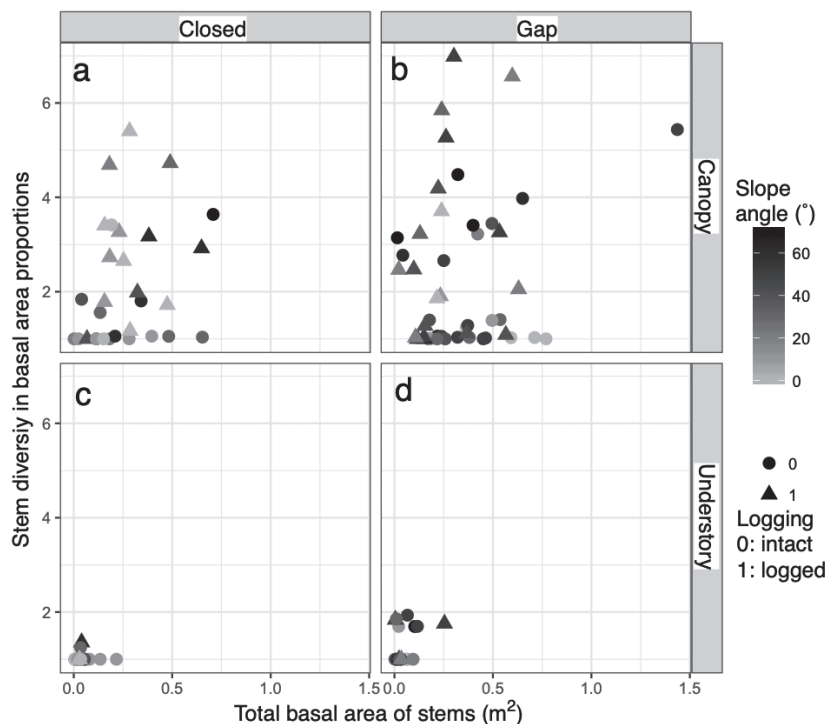 Closed
Gap
a
b
6
4
2
Canopy
c
d
6
4
2
Understory
0.0
0.5
1.0
1.5
0.0
0.5
1.0
1.5
Total basal area of stems (m²)
Stem diversiy in basal area proportions
Slope
angle (˚)
60
40
20
0
0
1
Logging
0: intact
1: logged